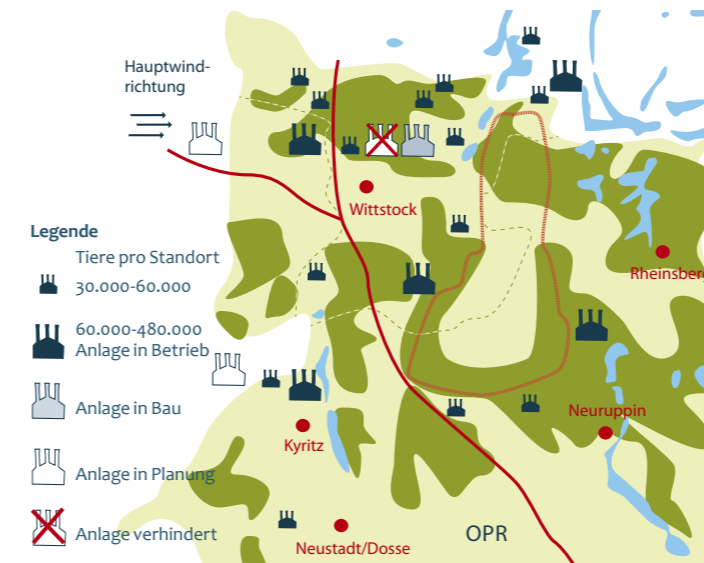 Hauptwind-
richtung
Wittstock
Legende
Tiere pro Standort
30.000-60.000
Rheinsberg
60.000-480.000
Anlage in Betrieb
Anlage in Bau
Neuruppin
Kyritz
Anlage in Planung
Anlage verhindert
OPR
Neustadt/Dosse